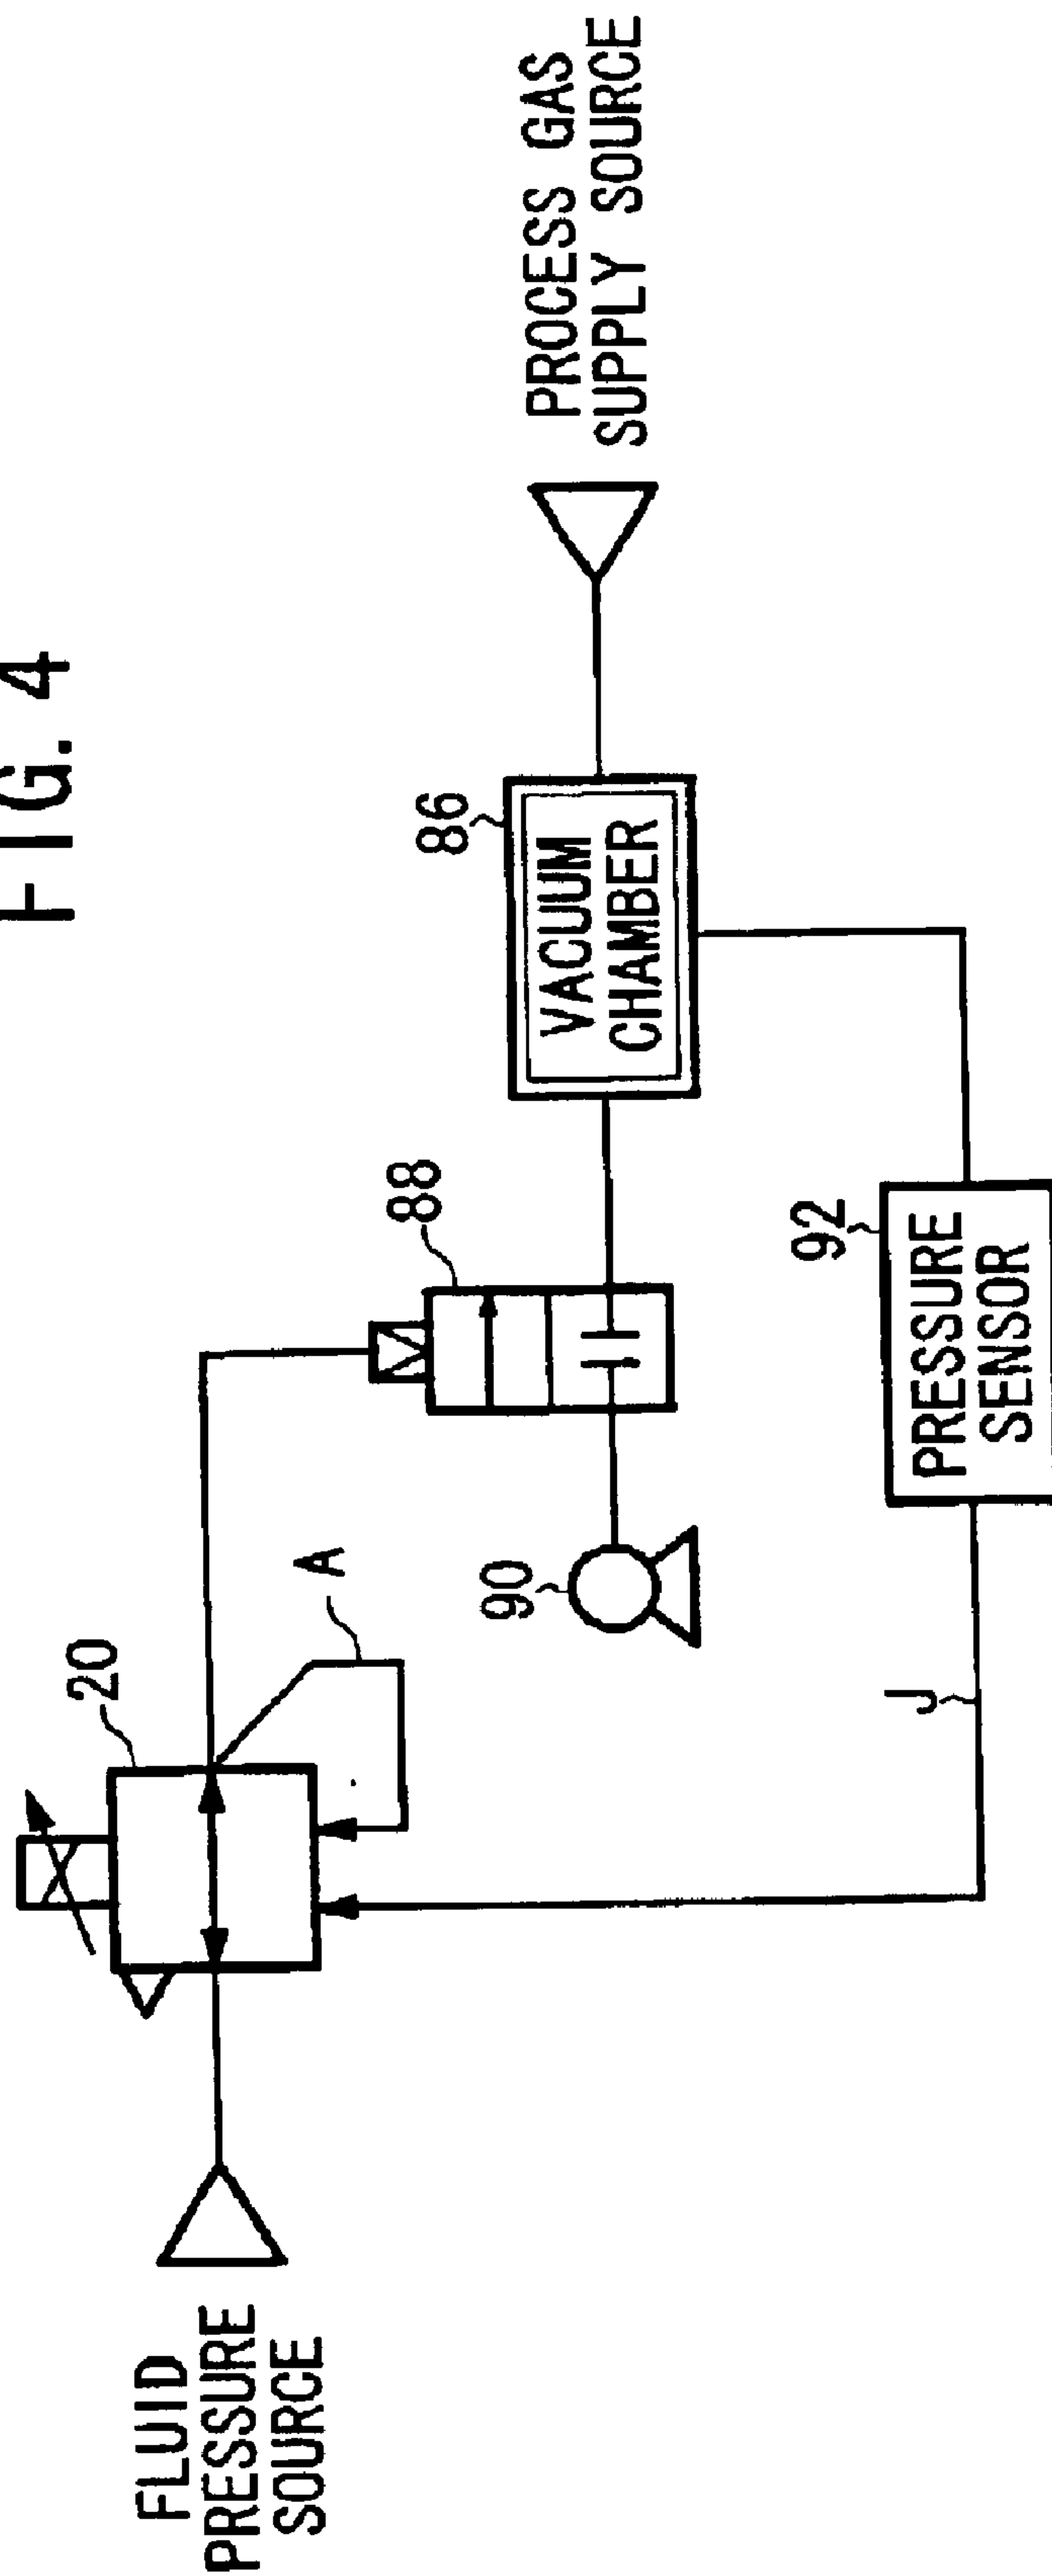 FIG. 4
20
A
88
86
90
92
J
FLUID
PRESSURE
SOURCE
VACUUM
CHAMBER
PROCESS GAS
SUPPLY SOURCE
PRESSURE
SENSOR